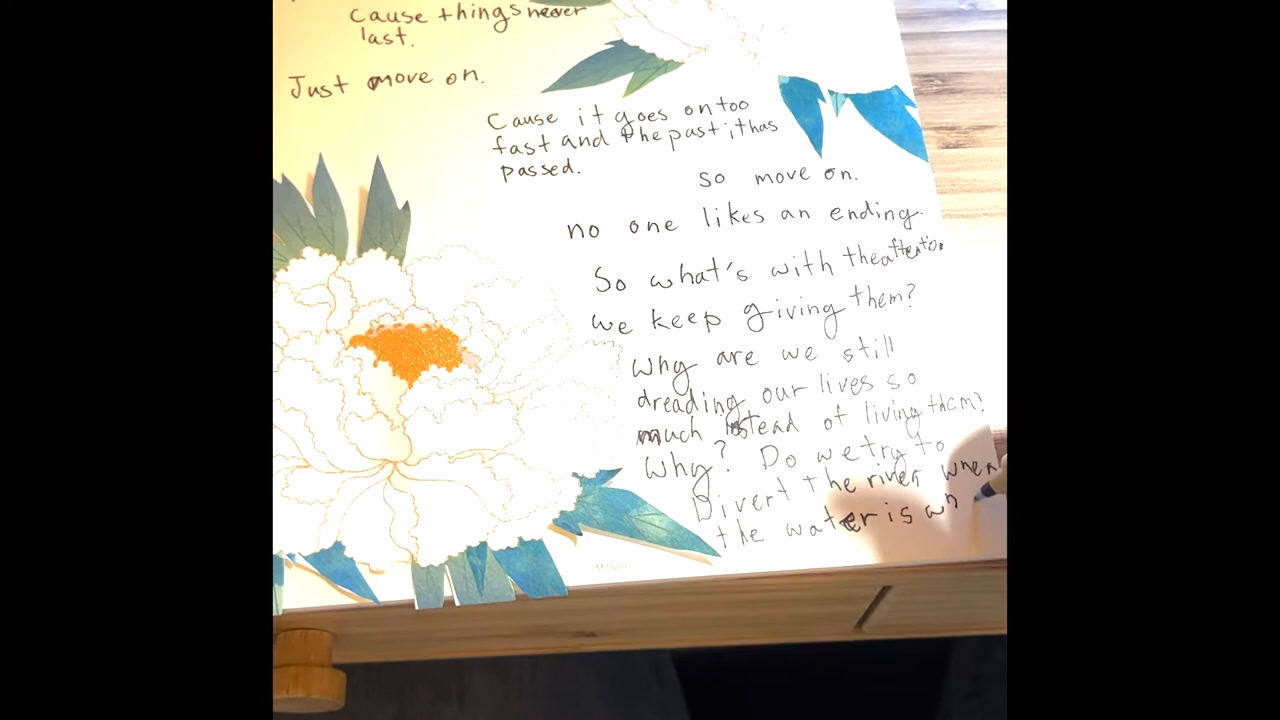 cause things never
last.
Just move on.
Cause it goes on too
fast and the past it has
passed.
so move on.
no one likes an ending.
So what's with the attention
we keep giving them?
Why are we still
dreading our lives so
much instead of living them?
Why? Do we try to
Divert the river when
the water is wh